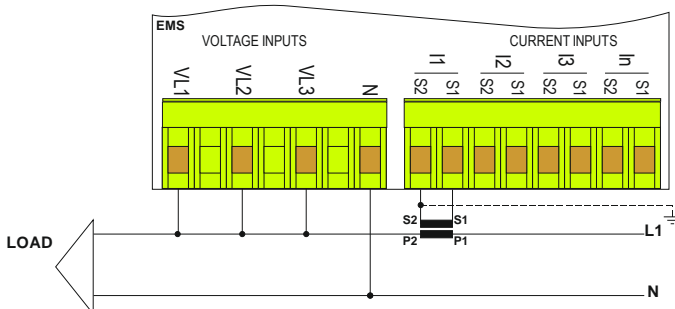 EMS
VOLTAGE INPUTS
CURRENT INPUTS
VL1
VL2
VL3
N
I1
I2
I3
In
S2 S1 S2 S1 S2 S1 S2 S1
S2 S1
P2 P1
L1
LOAD
N